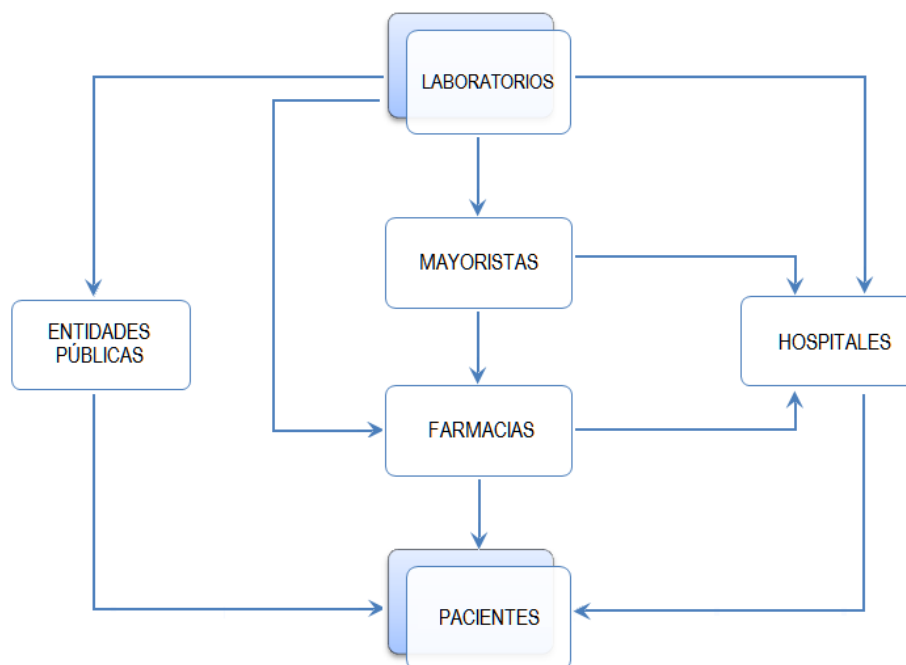 LABORATORIOS
MAYORISTAS
ENTIDADES
PÚBLICAS
HOSPITALES
FARMACIAS
PACIENTES